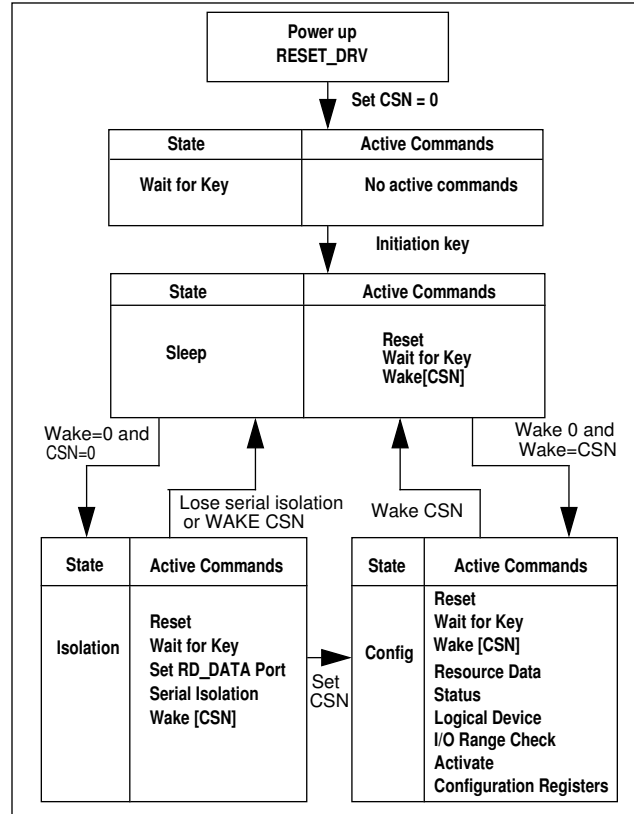 Power up
RESET_DRV
Set CSN = 0
State
Active Commands
Wait for Key
No active commands
Initiation key
State
Active Commands
Sleep
Reset
Wait for Key
Wake[CSN]
Wake=0 and
CSN=0
Wake 0 and
Wake=CSN
Lose serial isolation
or WAKE CSN
Wake CSN
State
Active Commands
Isolation
Reset
Wait for Key
Set RD_DATA Port
Serial Isolation
Wake [CSN]
Set
CSN
State
Active Commands
Config
Reset
Wait for Key
Wake [CSN]
Resource Data
Status
Logical Device
I/O Range Check
Activate
Configuration Registers